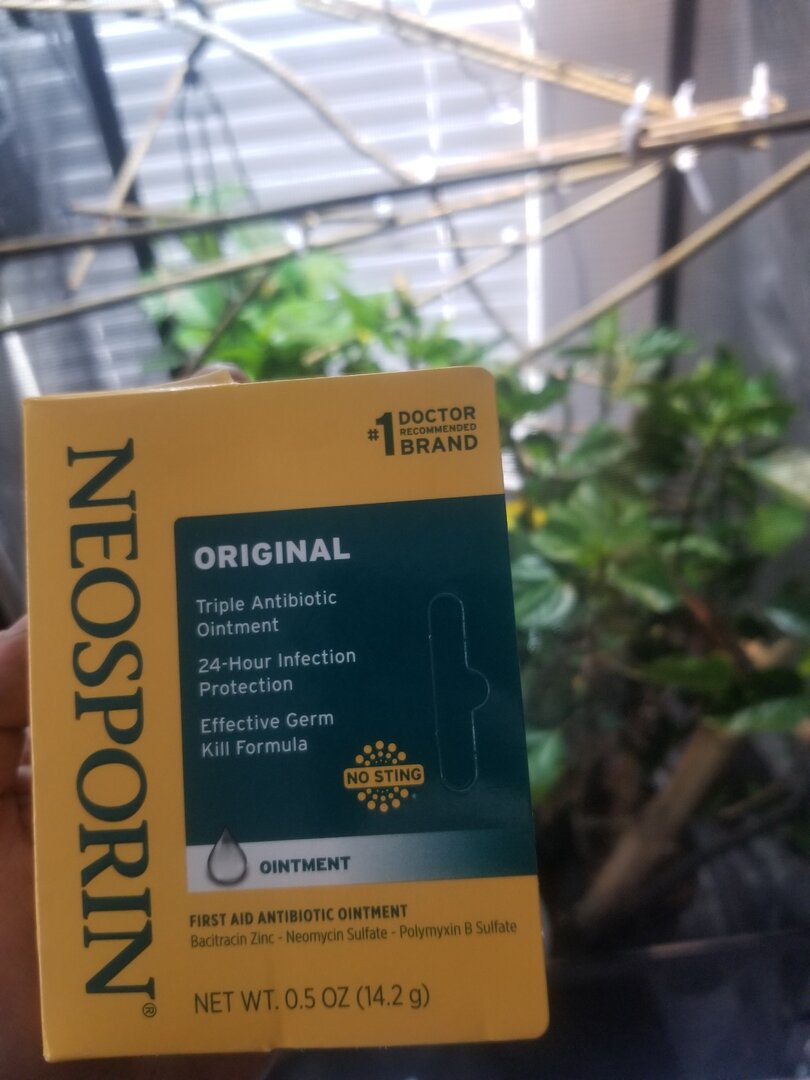 #1 DOCTOR
RECOMMENDED
BRAND
NEOSPORIN®
ORIGINAL
Triple Antibiotic
Ointment
24-Hour Infection
Protection
Effective Germ
Kill Formula
NO STING
OINTMENT
FIRST AID ANTIBIOTIC OINTMENT
Bacitracin Zinc - Neomycin Sulfate - Polymyxin B Sulfate
NET WT. 0.5 OZ (14.2 g)